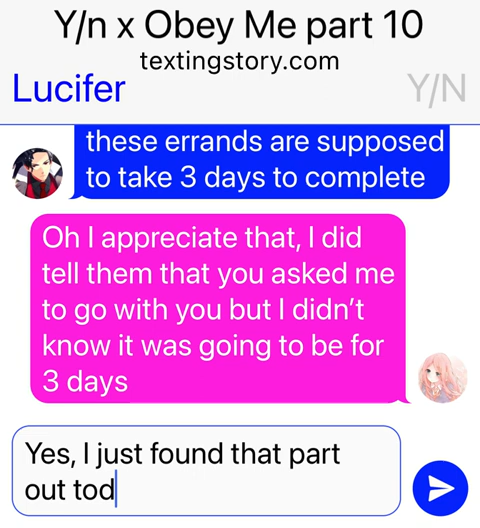 Y/n x Obey Me part 10
textingstory.com
Lucifer
Y/N
these errands are supposed
to take 3 days to complete
Oh I appreciate that, I did
tell them that you asked me
to go with you but I didn’t
know it was going to be for
3 days
Yes, I just found that part
out tod